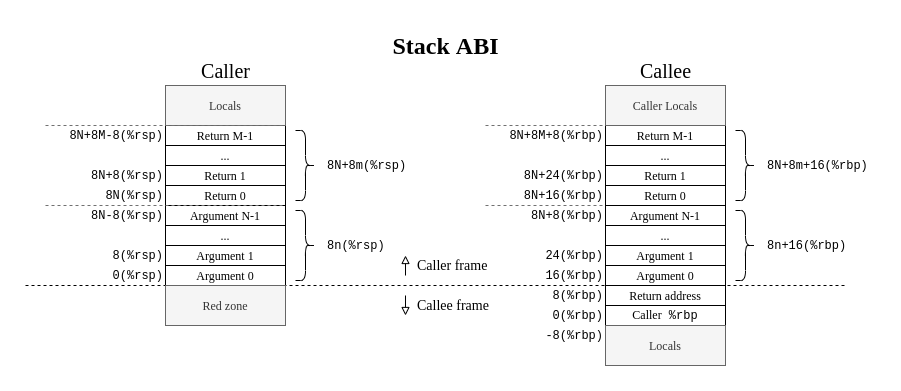 Stack ABI
Caller
Locals
8N+8M-8(%rsp)
Return M-1
...
8N+8(%rsp)
Return 1
8N(%rsp)
Return 0
8N+8m(%rsp)
8N-8(%rsp)
Argument N-1
...
8(%rsp)
Argument 1
0(%rsp)
Argument 0
8n(%rsp)
Red zone
Caller frame
Callee frame
Callee
Caller Locals
8N+8M+8(%rbp)
Return M-1
...
8N+24(%rbp)
Return 1
8N+16(%rbp)
Return 0
8N+8m+16(%rbp)
8N+8(%rbp)
Argument N-1
...
24(%rbp)
Argument 1
16(%rbp)
Argument 0
8n+16(%rbp)
8(%rbp)
Return address
0(%rbp)
Caller %rbp
-8(%rbp)
Locals